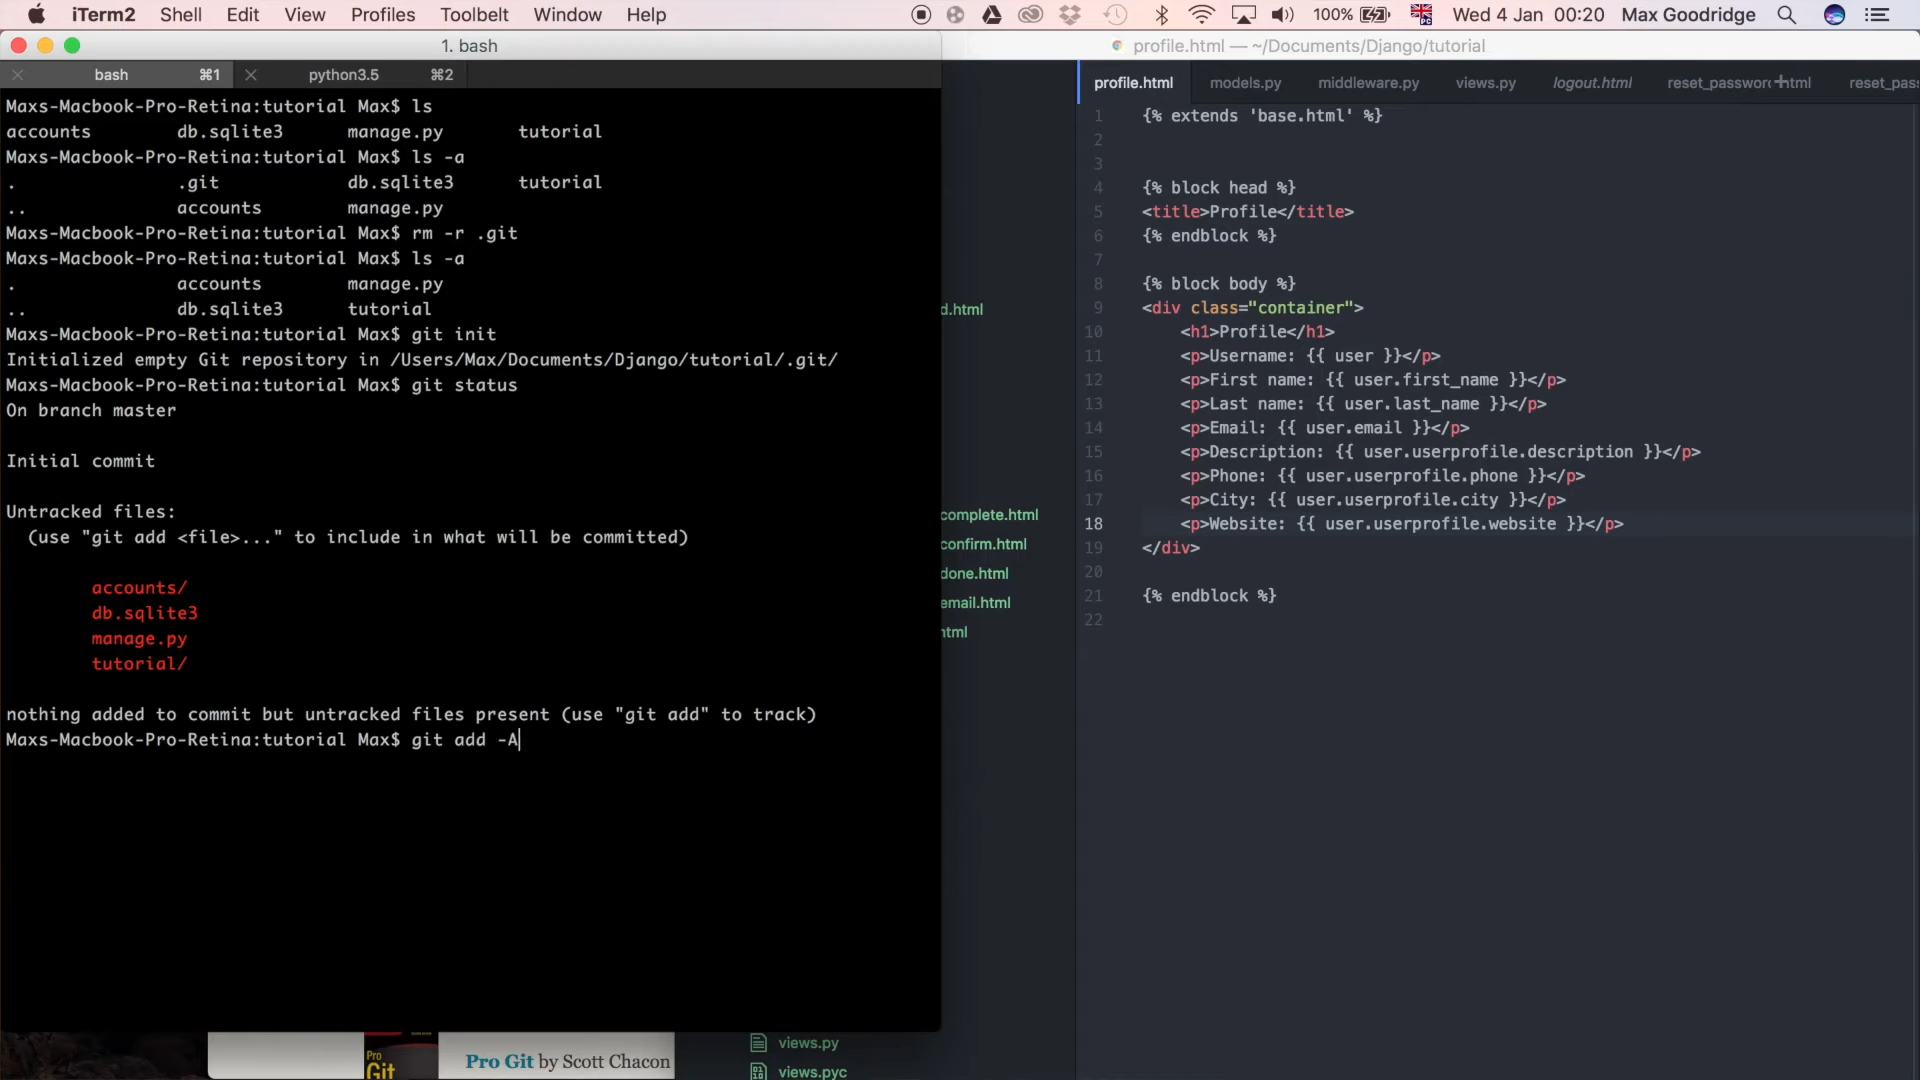 iTerm2 Shell Edit View Profiles Toolbelt Window Help 100% Wed 4 Jan 00:20 Max Goodridge
1. bash
bash ⌘1 python3.5 ⌘2
Maxs-Macbook-Pro-Retina:tutorial Max$ ls
accounts db.sqlite3 manage.py tutorial
Maxs-Macbook-Pro-Retina:tutorial Max$ ls -a
. .git db.sqlite3 tutorial
.. accounts manage.py
Maxs-Macbook-Pro-Retina:tutorial Max$ rm -r .git
Maxs-Macbook-Pro-Retina:tutorial Max$ ls -a
. accounts manage.py
.. db.sqlite3 tutorial
Maxs-Macbook-Pro-Retina:tutorial Max$ git init
Initialized empty Git repository in /Users/Max/Documents/Django/tutorial/.git/
Maxs-Macbook-Pro-Retina:tutorial Max$ git status
On branch master
Initial commit
Untracked files:
(use "git add <file>..." to include in what will be committed)
accounts/
db.sqlite3
manage.py
tutorial/
nothing added to commit but untracked files present (use "git add" to track)
Maxs-Macbook-Pro-Retina:tutorial Max$ git add -A
d.html
complete.html
confirm.html
done.html
email.html
html
views.py
views.pyc
Pro Git
Pro Git by Scott Chacon
profile.html — ~/Documents/Django/tutorial
profile.html models.py middleware.py views.py logout.html reset_password html reset_pas
1 {% extends 'base.html' %}
2
3
4 {% block head %}
5 <title>Profile</title>
6 {% endblock %}
7
8 {% block body %}
9 <div class="container">
10 <h1>Profile</h1>
11 <p>Username: {{ user }}</p>
12 <p>First name: {{ user.first_name }}</p>
13 <p>Last name: {{ user.last_name }}</p>
14 <p>Email: {{ user.email }}</p>
15 <p>Description: {{ user.userprofile.description }}</p>
16 <p>Phone: {{ user.userprofile.phone }}</p>
17 <p>City: {{ user.userprofile.city }}</p>
18 <p>Website: {{ user.userprofile.website }}</p>
19 </div>
20
21 {% endblock %}
22